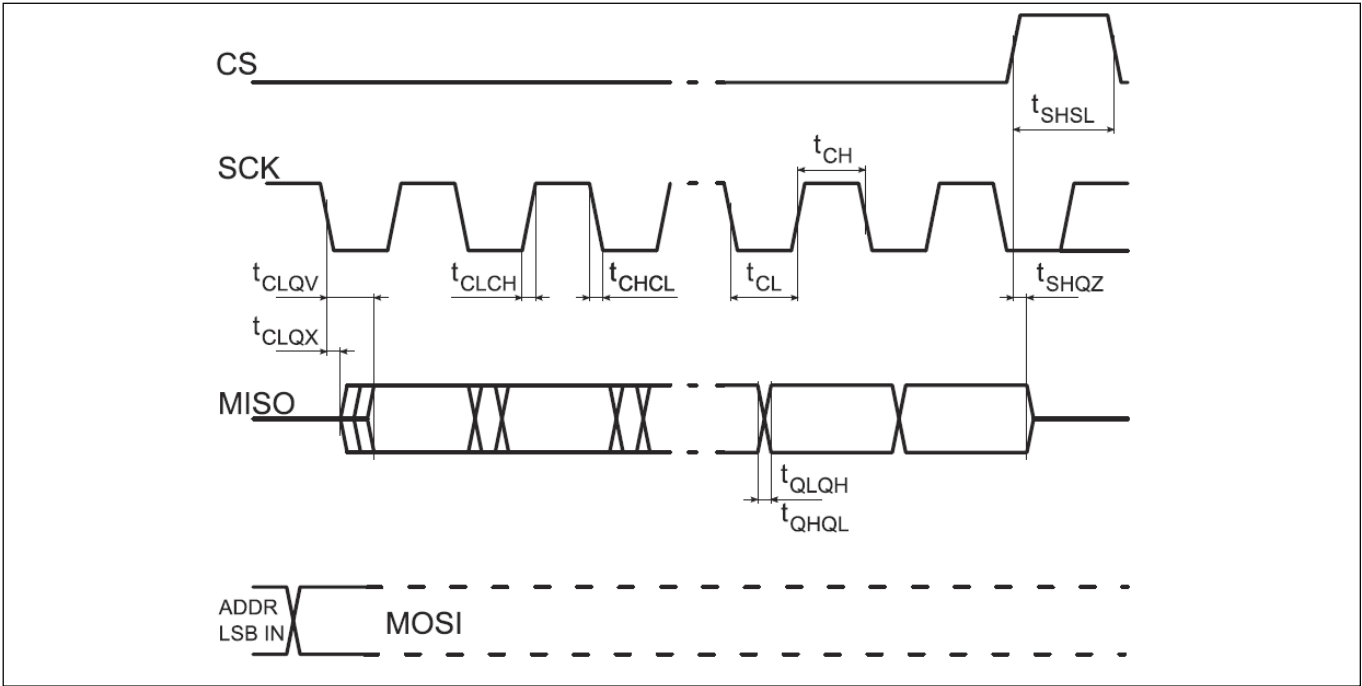 CS
tSHSL
tCH
SCK
tCLQV
tCLCH
tCHCL
tCL
tSHQZ
tCLQX
MISO
tQLQH
tQHQL
ADDR
LSB IN
MOSI